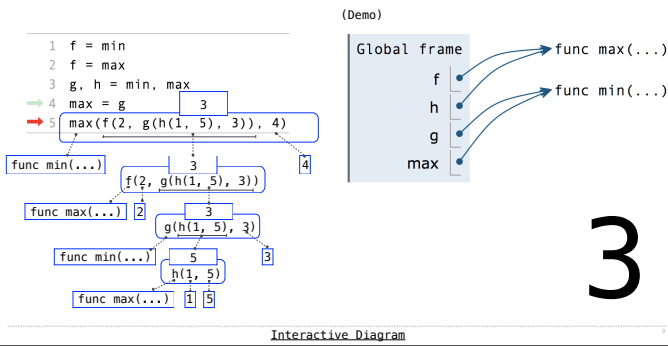 (Demo)
1 f = min
2 f = max
3 g, h = min, max
4 max = g
3
5 max(f(2, g(h(1, 5), 3)), 4)
func min(...)
3
4
f(2, g(h(1, 5), 3))
func max(...)
2
3
g(h(1, 5), 3)
func min(...)
5
3
h(1, 5)
func max(...)
1
5
Global frame
f
h
g
max
func max(...)
func min(...)
3
Interactive Diagram